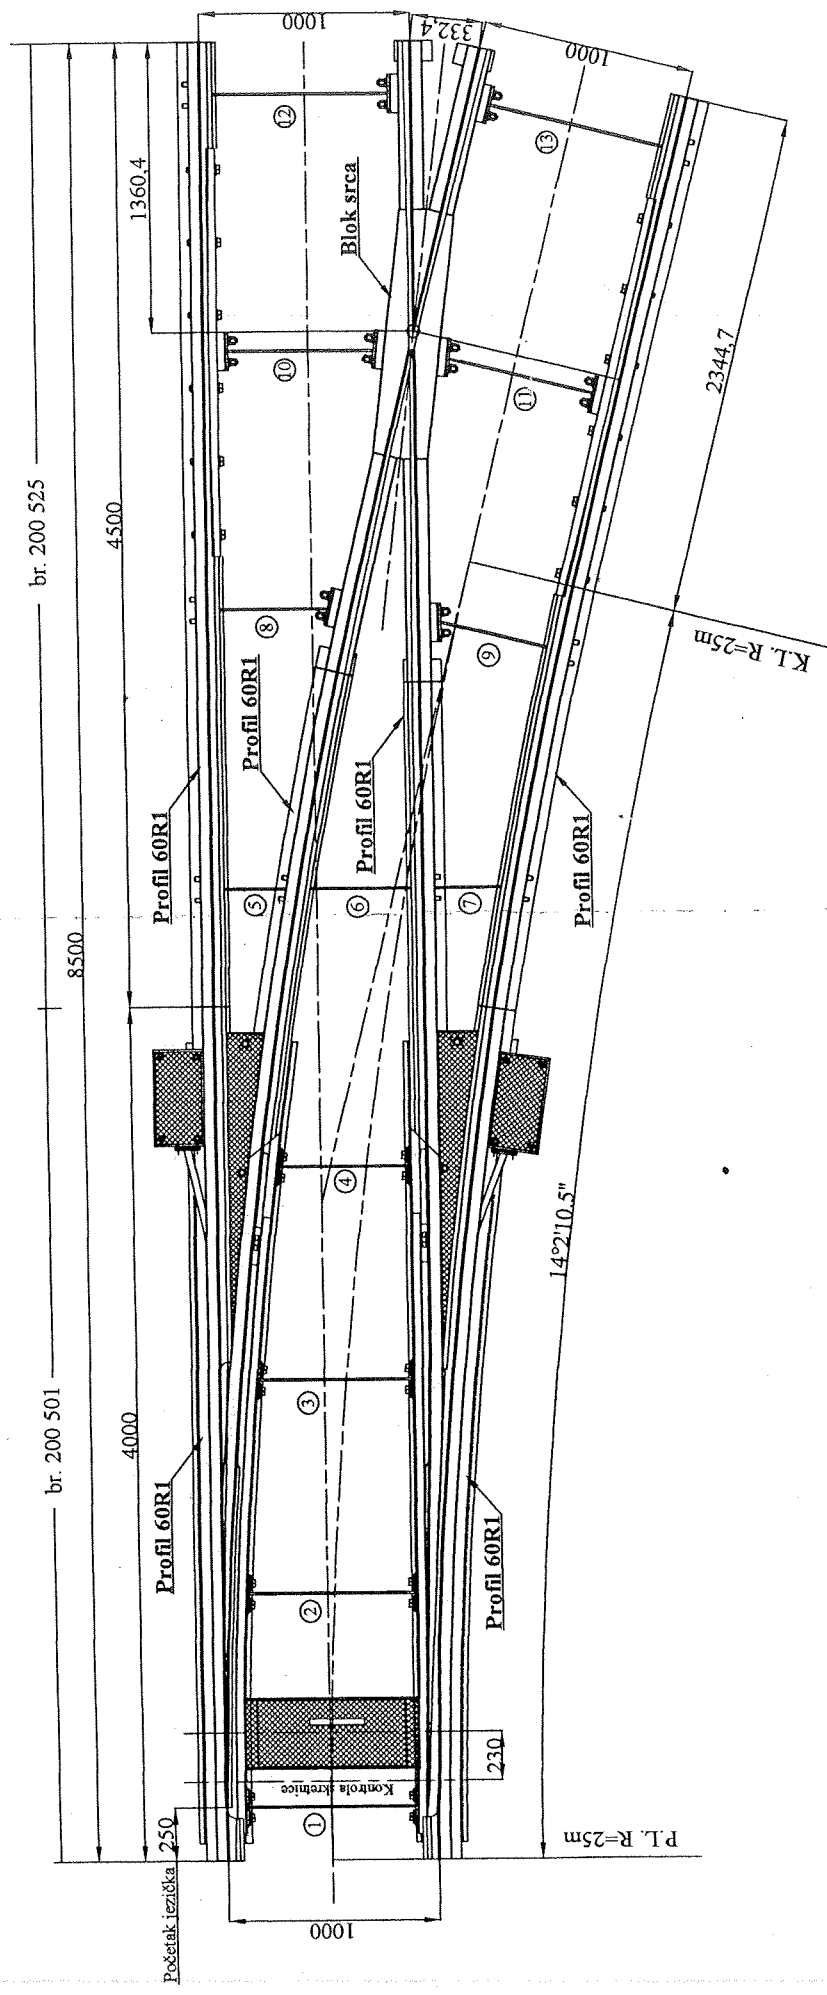 1000
332,4
1000
12
13
1360,4
Blok srca
10
11
2344,7
br. 200 525
4500
8
9
K.L. R=25m
Profil 60R1
Profil 60R1
Profil 60R1
Profil 60R1
5
6
7
8500
4
14°2'10.5"
3
br. 200 501
4000
Profil 60R1
Profil 60R1
2
230
Kontrola skretnice
1
250
Početak jezička
P.L. R=25m
1000